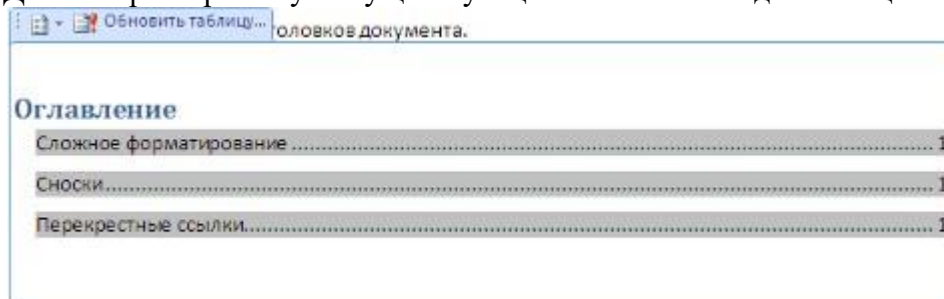 Обновить таблицу...
оловков документа.
Оглавление
Сложное форматирование ........ 1
Сноски ........ 1
Перекрестные ссылки ........ 1